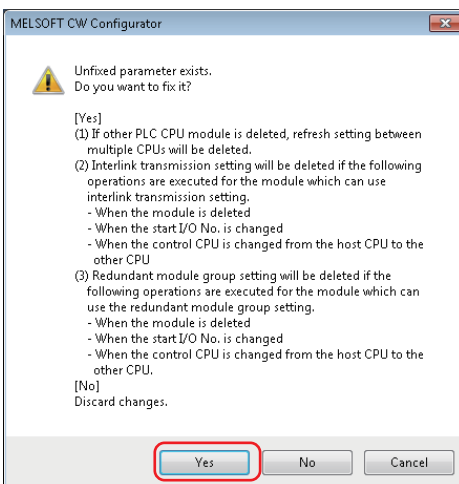 MELSOFT CW Configurator
Unfixed parameter exists.
Do you want to fix it?
[Yes]
(1) If other PLC CPU module is deleted, refresh setting between
multiple CPUs will be deleted.
(2) Interlink transmission setting will be deleted if the following
operations are executed for the module which can use
interlink transmission setting.
- When the module is deleted
- When the start I/O No. is changed
- When the control CPU is changed from the host CPU to the
other CPU
(3) Redundant module group setting will be deleted if the
following operations are executed for the module which can
use the redundant module group setting.
- When the module is deleted
- When the start I/O No. is changed
- When the control CPU is changed from the host CPU to the
other CPU.
[No]
Discard changes.
Yes No Cancel